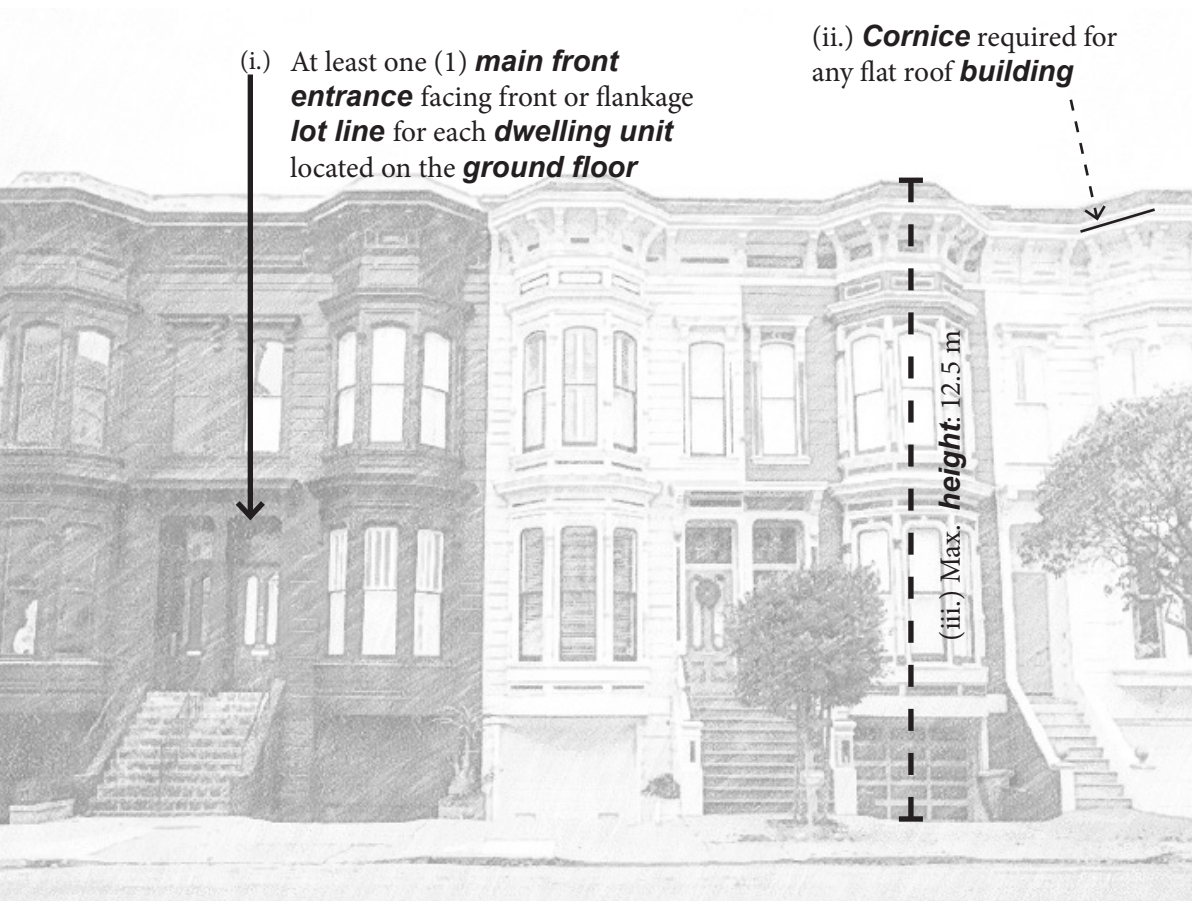 (i.) At least one (1) main front
entrance facing front or flankage
lot line for each dwelling unit
located on the ground floor
(ii.) Cornice required for
any flat roof building
(iii.) Max. height: 12.5 m